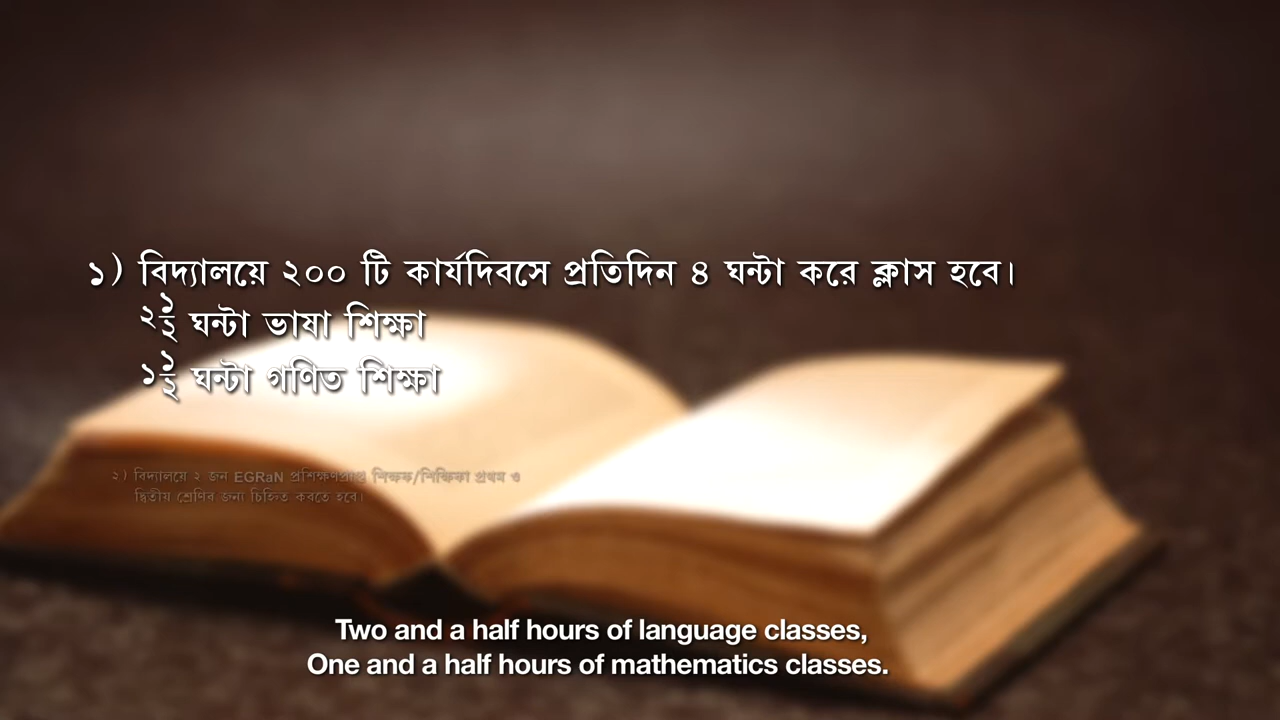 ১) বিদ্যালয়ে ২০০ টি কার্যদিবসে প্রতিদিন ৪ ঘন্টা করে ক্লাস হবে।
২১/২ ঘন্টা ভাষা শিক্ষা
১১/২ ঘন্টা গণিত শিক্ষা
২) বিদ্যালয়ে ২ জন EGRaN প্রশিক্ষণপ্রাপ্ত শিক্ষক/শিক্ষিকা প্রথম ও
দ্বিতীয় শ্রেণির জন্য চিহ্নিত করতে হবে।
Two and a half hours of language classes,
One and a half hours of mathematics classes.